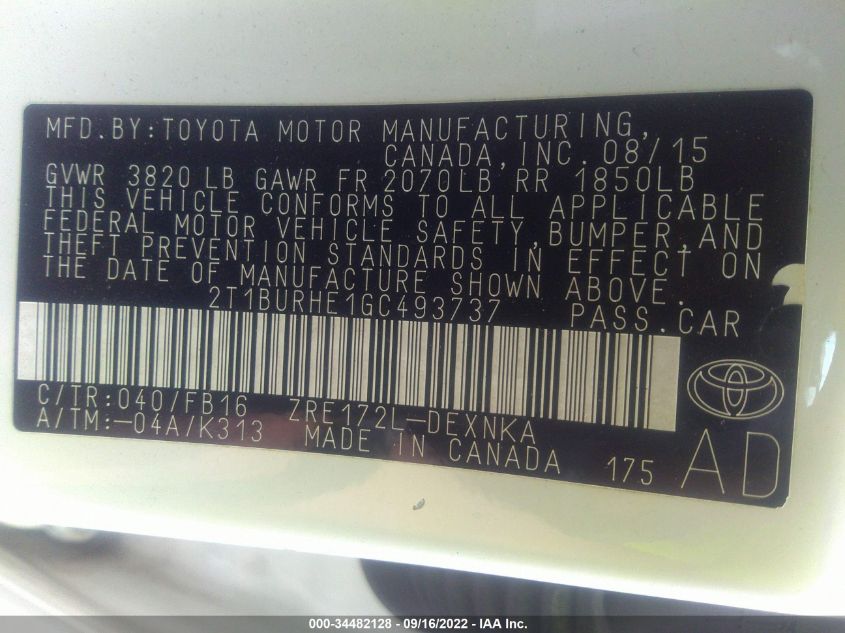 MFD.BY:TOYOTA MOTOR MANUFACTURING,
CANADA,INC.08/15
GVWR 3820LB GAWR FR 2070LB RR 1850LB
THIS VEHICLE CONFORMS TO ALL APPLICABLE
FEDERAL MOTOR VEHICLE SAFETY,BUMPER,AND
THEFT PREVENTION STANDARDS IN EFFECT ON
THE DATE OF MANUFACTURE SHOWN ABOVE.
2T1BURHE1GC493737 PASS.CAR
C/TR:040/FB16 ZRE172L-DEXNKA
A/TM:-04A/K313 MADE IN CANADA 175 AD
000-34482128 - 09/16/2022 - IAA Inc.